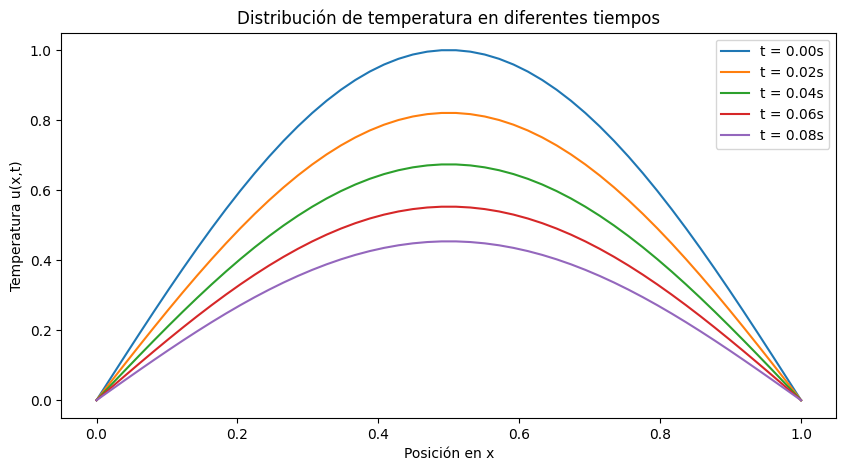 Distribución de temperatura en diferentes tiempos
Temperatura u(x,t)
1.0
0.8
0.6
0.4
0.2
0.0
t = 0.00s
t = 0.02s
t = 0.04s
t = 0.06s
t = 0.08s
0.0 0.2 0.4 0.6 0.8 1.0
Posición en x